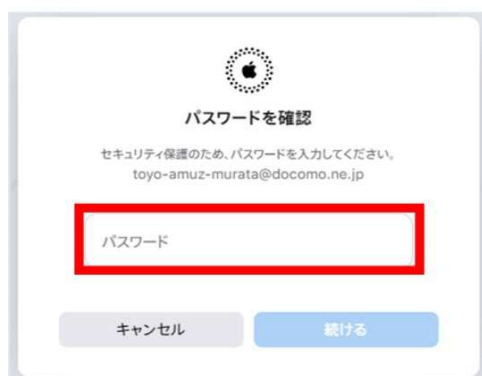 パスワードを確認
セキュリティ保護のため、パスワードを入力してください。
toyo-amuz-murata@docomo.ne.jp
パスワード
キャンセル
続ける